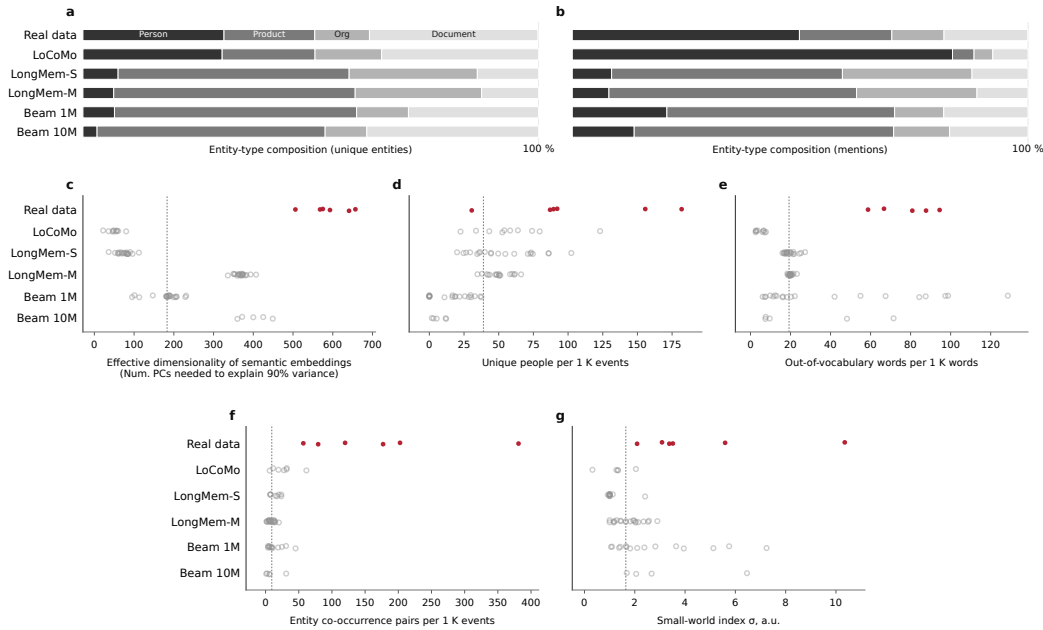 a
b
Real data
Person
Product
Org
Document
LoCoMo
LongMem-S
LongMem-M
Beam 1M
Beam 10M
Entity-type composition (unique entities)
100 %
Entity-type composition (mentions)
100 %
c
d
e
Real data
LoCoMo
LongMem-S
LongMem-M
Beam 1M
Beam 10M
0 100 200 300 400 500 600 700
0 25 50 75 100 125 150 175
0 20 40 60 80 100 120
Effective dimensionality of semantic embeddings
(Num. PCs needed to explain 90% variance)
Unique people per 1 K events
Out-of-vocabulary words per 1 K words
f
g
Real data
LoCoMo
LongMem-S
LongMem-M
Beam 1M
Beam 10M
0 50 100 150 200 250 300 350 400
0 2 4 6 8 10
Entity co-occurrence pairs per 1 K events
Small-world index σ, a.u.